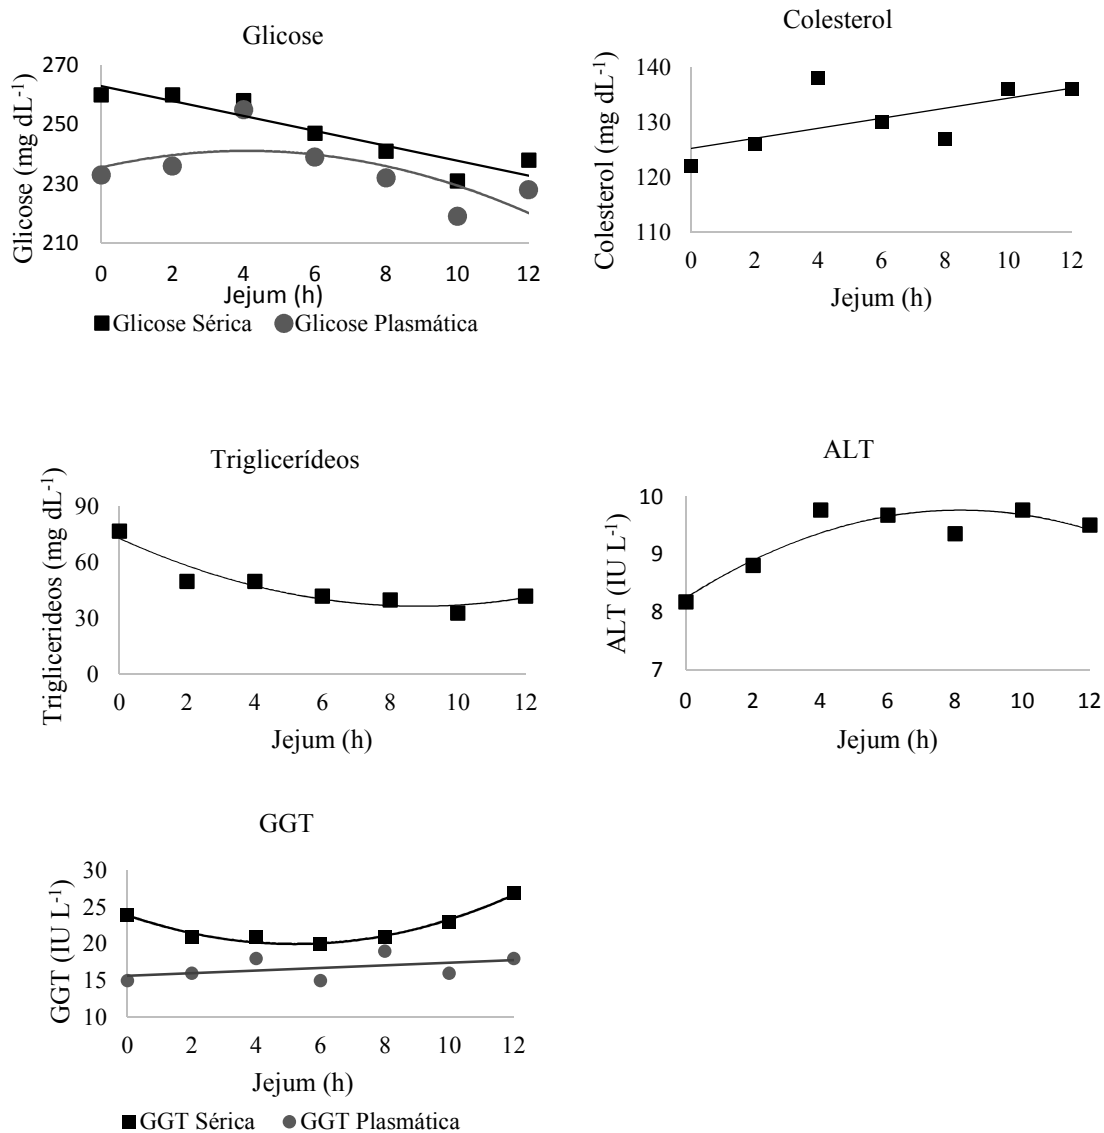 Glicose
Glicose (mg dL-1)
270
250
230
210
0 2 4 6 8 10 12
Jejum (h)
Glicose Sérica Glicose Plasmática
Colesterol
Colesterol (mg dL-1)
140
130
120
110
0 2 4 6 8 10 12
Jejum (h)
Triglicerídeos
Triglicerideos (mg dL-1)
90
60
30
0
0 2 4 6 8 10 12
Jejum (h)
ALT
ALT (IU L-1)
10
9
8
7
0 2 4 6 8 10 12
Jejum (h)
GGT
GGT (IU L-1)
30
25
20
15
10
0 2 4 6 8 10 12
Jejum (h)
GGT Sérica GGT Plasmática